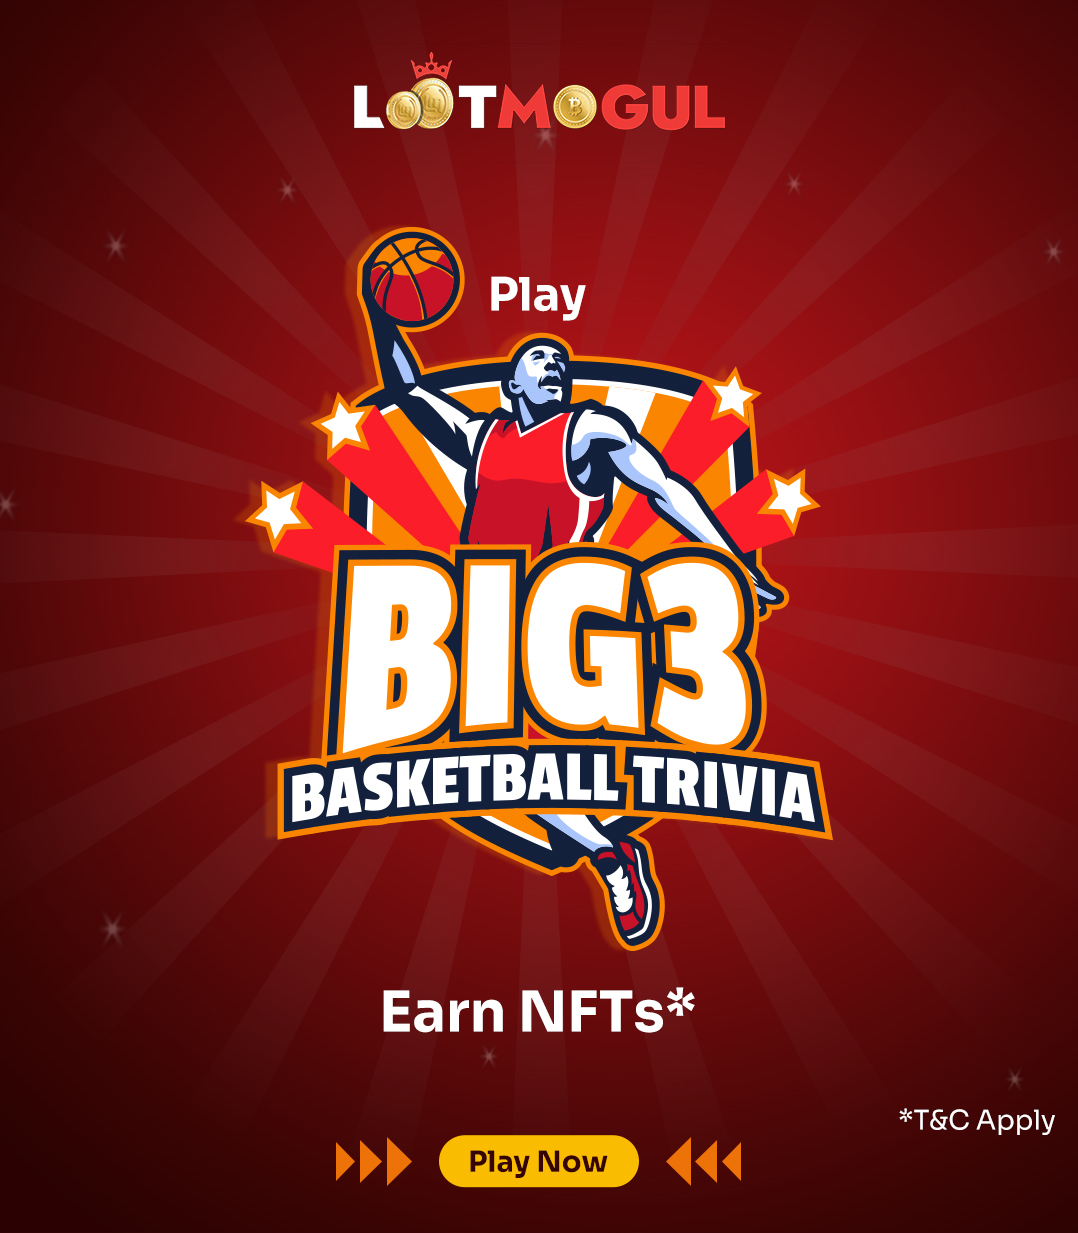 LOOTMOGUL
Play
BIG3
BASKETBALL TRIVIA
Earn NFTs*
*T&C Apply
Play Now